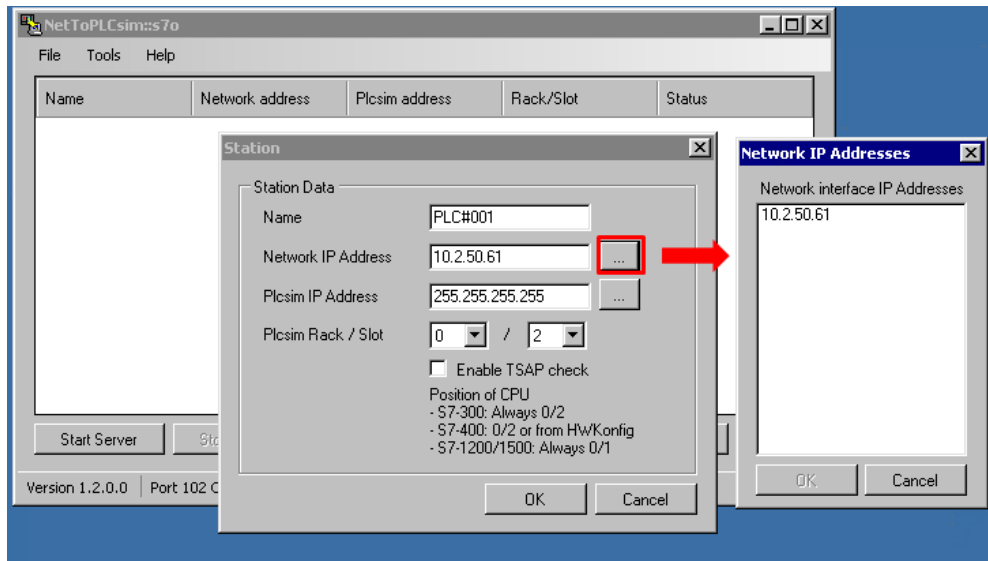 NetToPLCsim::s7o
File Tools Help
Name Network address Plcsim address Rack/Slot Status
Station
Station Data
Name PLC#001
Network IP Address 10.2.50.61 ...
Plcsim IP Address 255.255.255.255 ...
Plcsim Rack / Slot 0 / 2
Enable TSAP check
Position of CPU
- S7-300: Always 0/2
- S7-400: 0/2 or from HWKonfig
- S7-1200/1500: Always 0/1
OK Cancel
Network IP Addresses
Network interface IP Addresses
10.2.50.61
OK Cancel
Start Server
Version 1.2.0.0 Port 102